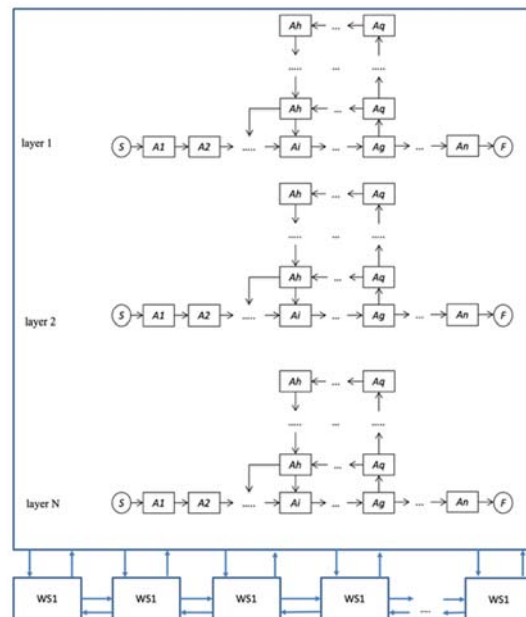 Ah ... Aq
..... ... .....
Ah ... Aq
layer 1
S A1 A2 ..... Ai ... Ag ... An F
Ah ... Aq
..... ... .....
Ah ... Aq
layer 2
S A1 A2 ..... Ai ... Ag ... An F
Ah ... Aq
..... ... .....
Ah ... Aq
layer N
S A1 A2 ..... Ai ... Ag ... An F
WS1 WS1 WS1 WS1 .... WS1